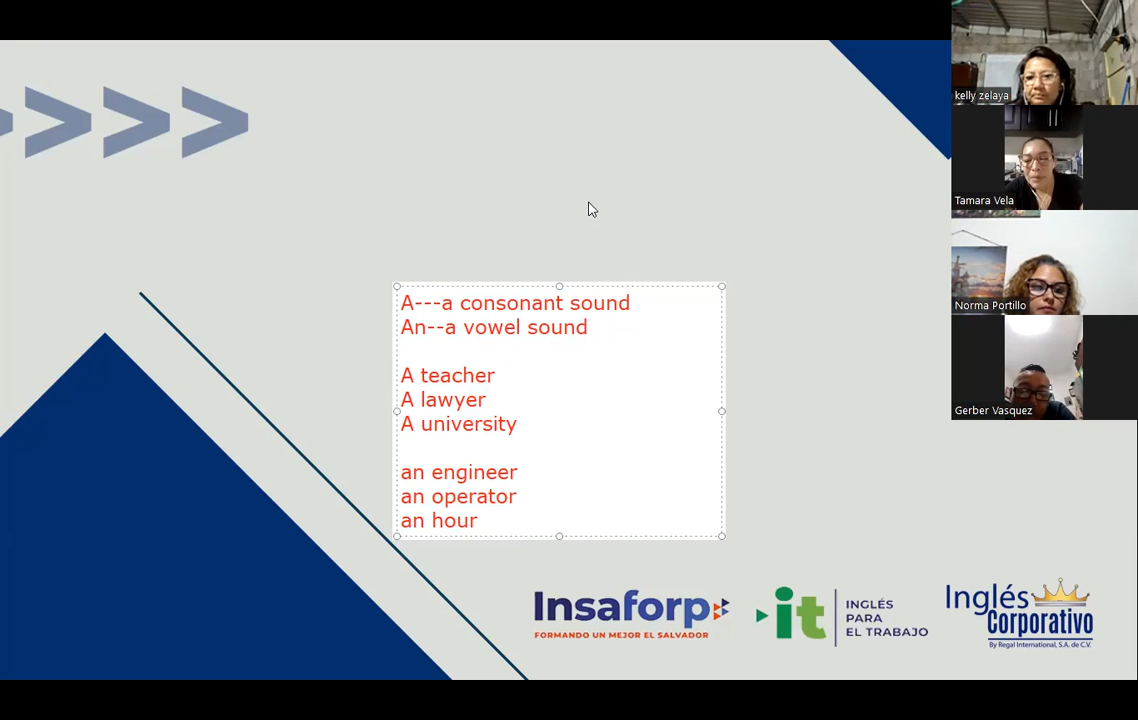 kelly zelaya
Tamara Vela
Norma Portillo
Gerber Vasquez
A---a consonant sound
An--a vowel sound
A teacher
A lawyer
A university
an engineer
an operator
an hour
Insaforp
FORMANDO UN MEJOR EL SALVADOR
it
INGLÉS
PARA
EL TRABAJO
Inglés
Corporativo
By Regal International, S.A. de C.V.